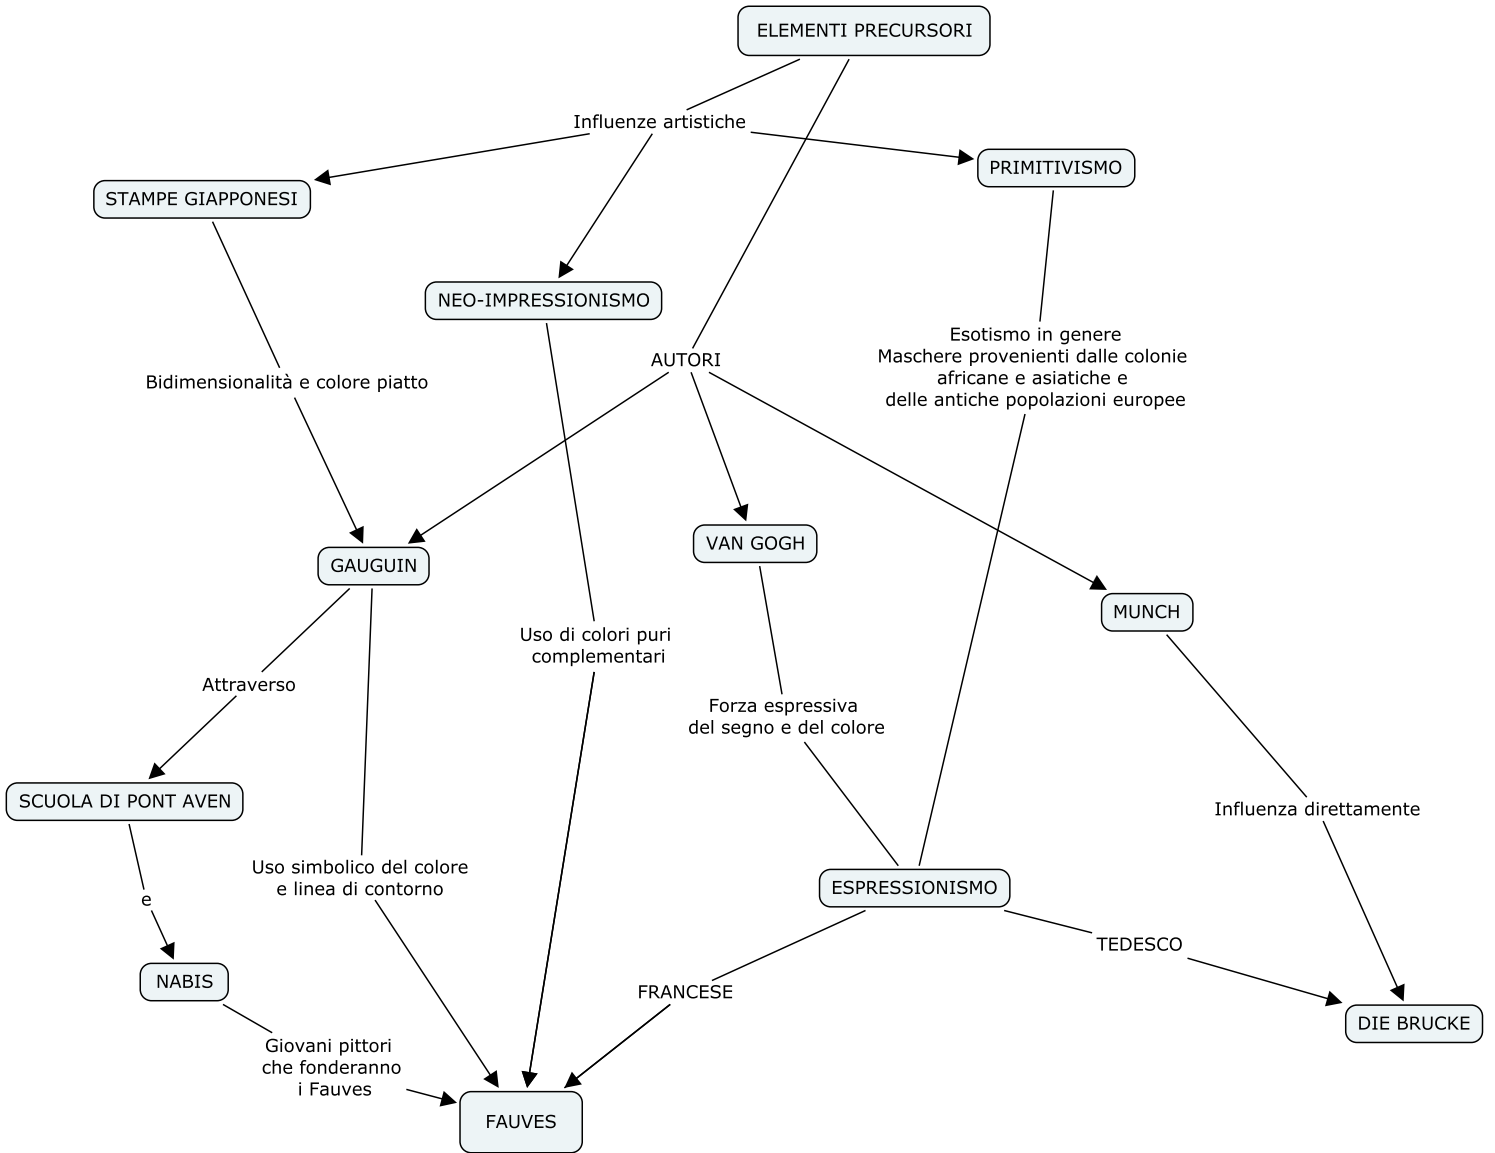 ELEMENTI PRECURSORI
Influenze artistiche
PRIMITIVISMO
STAMPE GIAPPONESI
NEO-IMPRESSIONISMO
Esotismo in genere
Maschere provenienti dalle colonie
africane e asiatiche e
delle antiche popolazioni europee
AUTORI
Bidimensionalità e colore piatto
VAN GOGH
GAUGUIN
MUNCH
Uso di colori puri
complementari
Attraverso
Forza espressiva
del segno e del colore
SCUOLA DI PONT AVEN
Influenza direttamente
Uso simbolico del colore
e linea di contorno
ESPRESSIONISMO
e
TEDESCO
NABIS
FRANCESE
DIE BRUCKE
Giovani pittori
che fonderanno
i Fauves
FAUVES